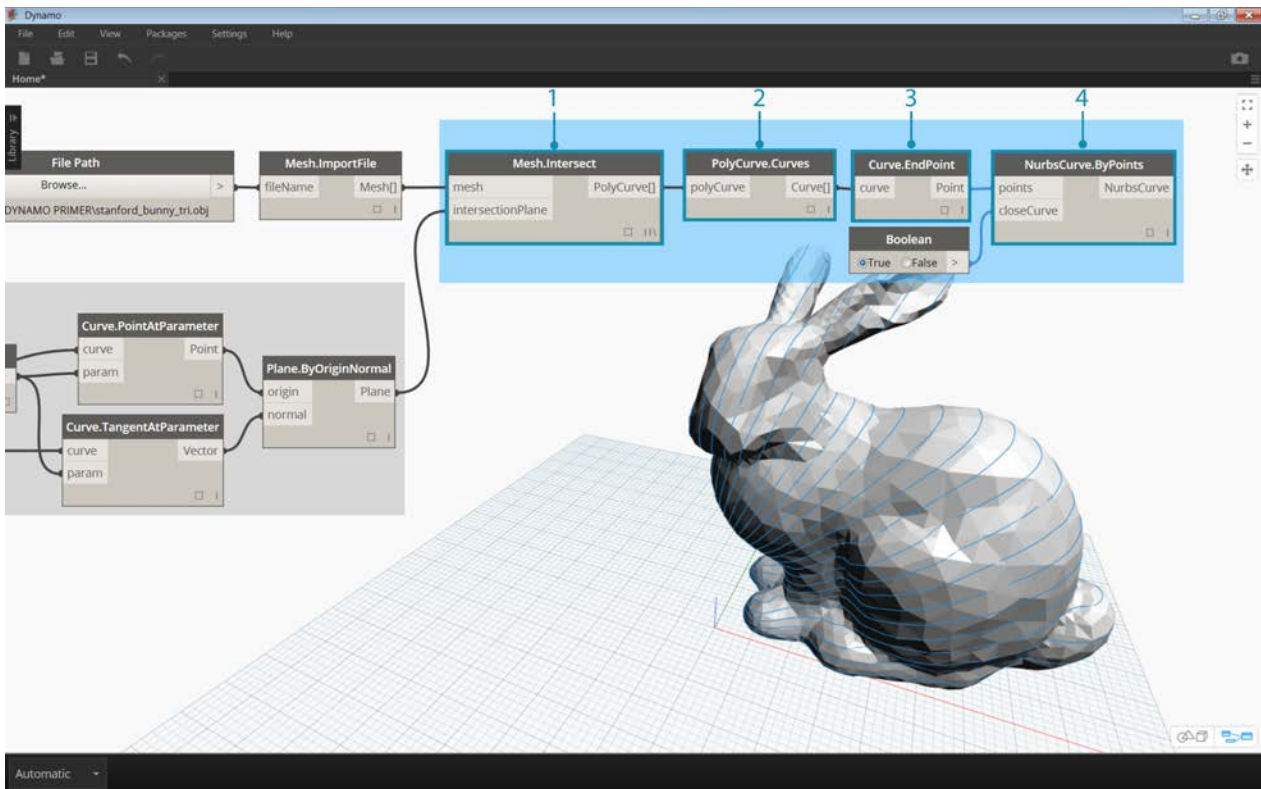 Dynamo
File Edit View Packages Settings Help
Home*
Library
1 2 3 4
File Path
Browse... >
DYNAMO PRIMER\stanford_bunny_tri.obj
Mesh.ImportFile
fileName Mesh[]
Mesh.Intersect
mesh PolyCurve[]
intersectionPlane
PolyCurve.Curves
polyCurve Curve[]
Curve.EndPoint
curve Point
NurbsCurve.ByPoints
points NurbsCurve
closeCurve
Boolean
True False >
Curve.PointAtParameter
curve Point
param
Plane.ByOriginNormal
origin Plane
normal
Curve.TangentAtParameter
curve Vector
param
Automatic